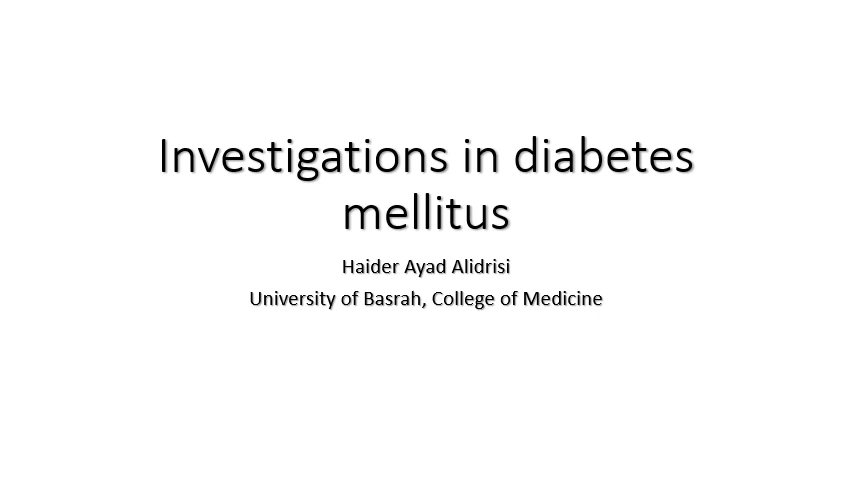 Investigations in diabetes
mellitus
Haider Ayad Alidrisi
University of Basrah, College of Medicine